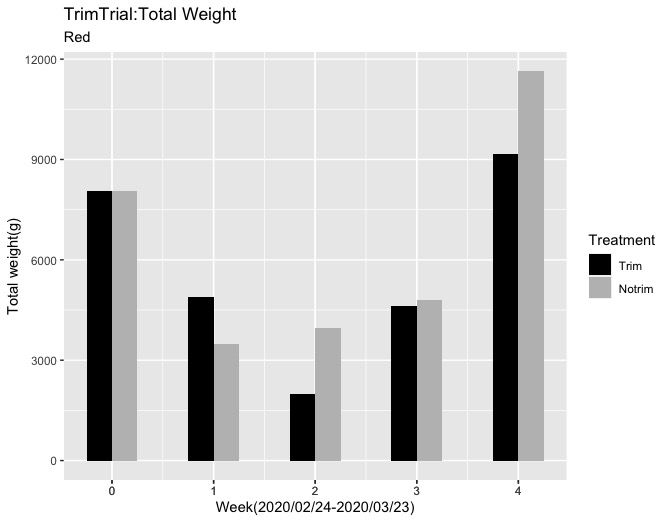 TrimTrial:Total Weight
Red
Total weight(g)
12000
9000
6000
3000
0
0 1 2 3 4
Week(2020/02/24-2020/03/23)
Treatment
Trim
Notrim